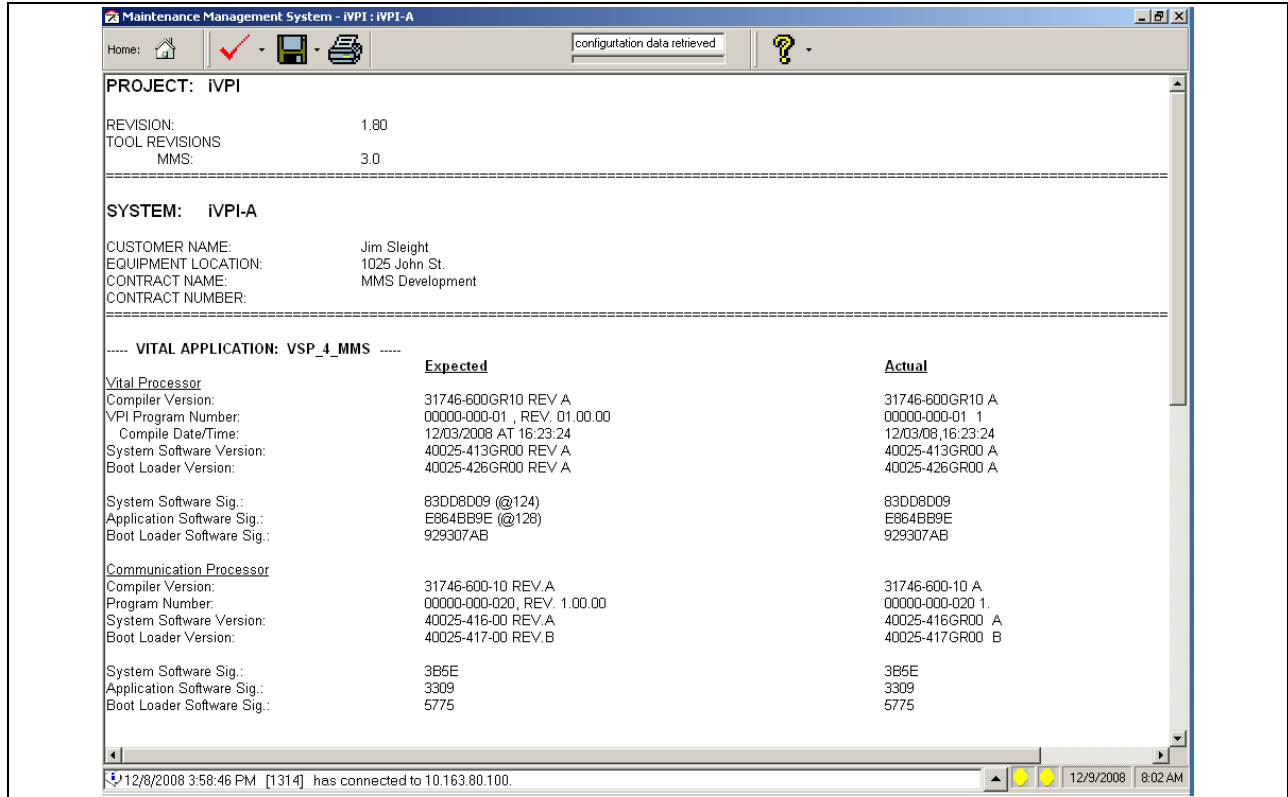 Maintenance Management System - iVPI : iVPI-A
Home: configurtation data retrieved
PROJECT: iVPI
REVISION: 1.80
TOOL REVISIONS
MMS: 3.0
==========
SYSTEM: iVPI-A
CUSTOMER NAME: Jim Sleight
EQUIPMENT LOCATION: 1025 John St.
CONTRACT NAME: MMS Development
CONTRACT NUMBER:
==========
----- VITAL APPLICATION: VSP_4_MMS -----
Expected Actual
Vital Processor
Compiler Version: 31746-600GR10 REV A 31746-600GR10 A
VPI Program Number: 00000-000-01 , REV. 01.00.00 00000-000-01 1
Compile Date/Time: 12/03/2008 AT 16:23:24 12/03/08,16:23:24
System Software Version: 40025-413GR00 REV A 40025-413GR00 A
Boot Loader Version: 40025-426GR00 REV A 40025-426GR00 A
System Software Sig.: 83DD8D09 (@124) 83DD8D09
Application Software Sig.: E864BB9E (@128) E864BB9E
Boot Loader Software Sig.: 929307AB 929307AB
Communication Processor
Compiler Version: 31746-600-10 REV.A 31746-600-10 A
Program Number: 00000-000-020, REV. 1.00.00 00000-000-020 1.
System Software Version: 40025-416-00 REV.A 40025-416GR00 A
Boot Loader Version: 40025-417-00 REV.B 40025-417GR00 B
System Software Sig.: 3B5E 3B5E
Application Software Sig.: 3309 3309
Boot Loader Software Sig.: 5775 5775
12/8/2008 3:58:46 PM [1314] has connected to 10.163.80.100. 12/9/2008 8:02 AM